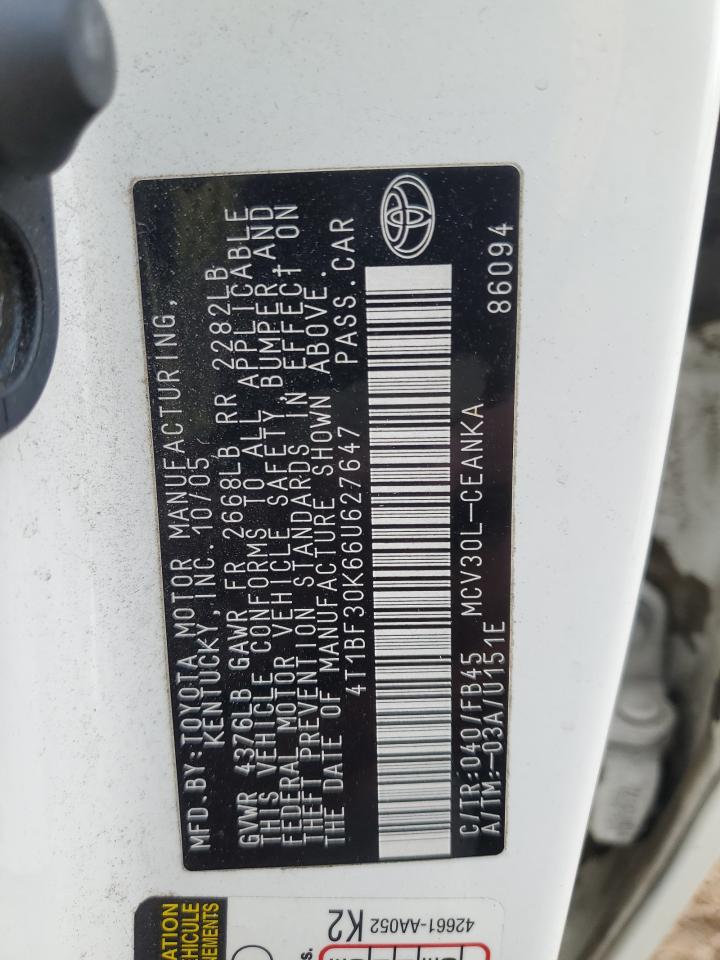 MFD.BY:TOYOTA MOTOR MANUFACTURING,
KENTUCKY,INC.10/05
GVWR 4376LB GAWR FR 2668LB RR 2282LB
THIS VEHICLE CONFORMS TO ALL APPLICABLE
FEDERAL MOTOR VEHICLE SAFETY,BUMPER,AND
THEFT PREVENTION STANDARDS IN EFFECT ON
THE DATE OF MANUFACTURE SHOWN ABOVE.
4T1BF30K66U627647 PASS.CAR
C/TR:040/FB45 MCV30L-CEANKA
A/TM:-03A/U151E 86094
42661-AA052
K2